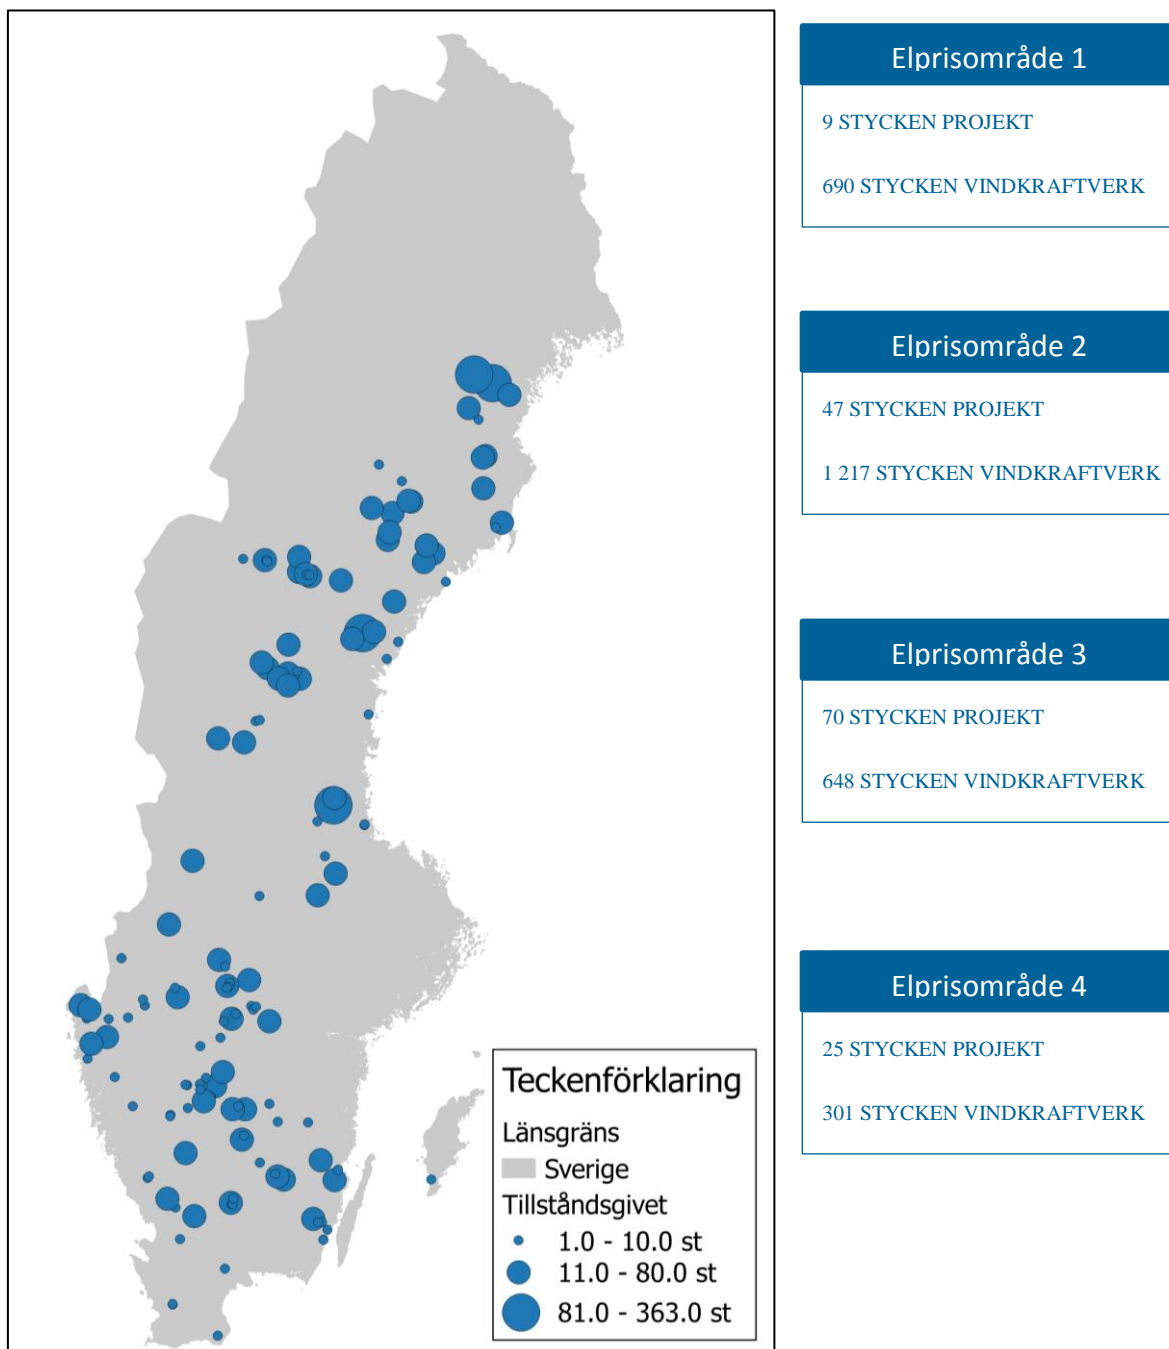 Elprisområde 1
9 STYCKEN PROJEKT
690 STYCKEN VINDKRAFTVERK
Elprisområde 2
47 STYCKEN PROJEKT
1 217 STYCKEN VINDKRAFTVERK
Elprisområde 3
70 STYCKEN PROJEKT
648 STYCKEN VINDKRAFTVERK
Elprisområde 4
25 STYCKEN PROJEKT
301 STYCKEN VINDKRAFTVERK
Teckenförklaring
Länsgräns
Sverige
Tillståndsgivet
1.0 - 10.0 st
11.0 - 80.0 st
81.0 - 363.0 st